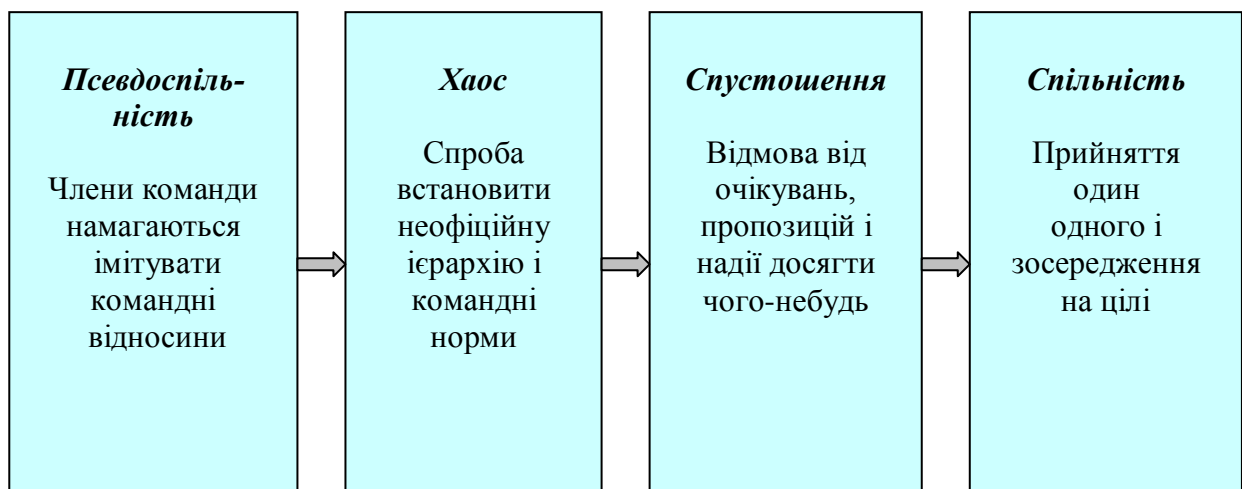 Псевдоспіль-
ність
Члени команди
намагаються
імітувати
командні
відносини
Хаос
Спроба
встановити
неофіційну
ієрархію і
командні
норми
Спустошення
Відмова від
очікувань,
пропозицій і
надії досягти
чого-небудь
Спільність
Прийняття
один
одного і
зосередження
на цілі